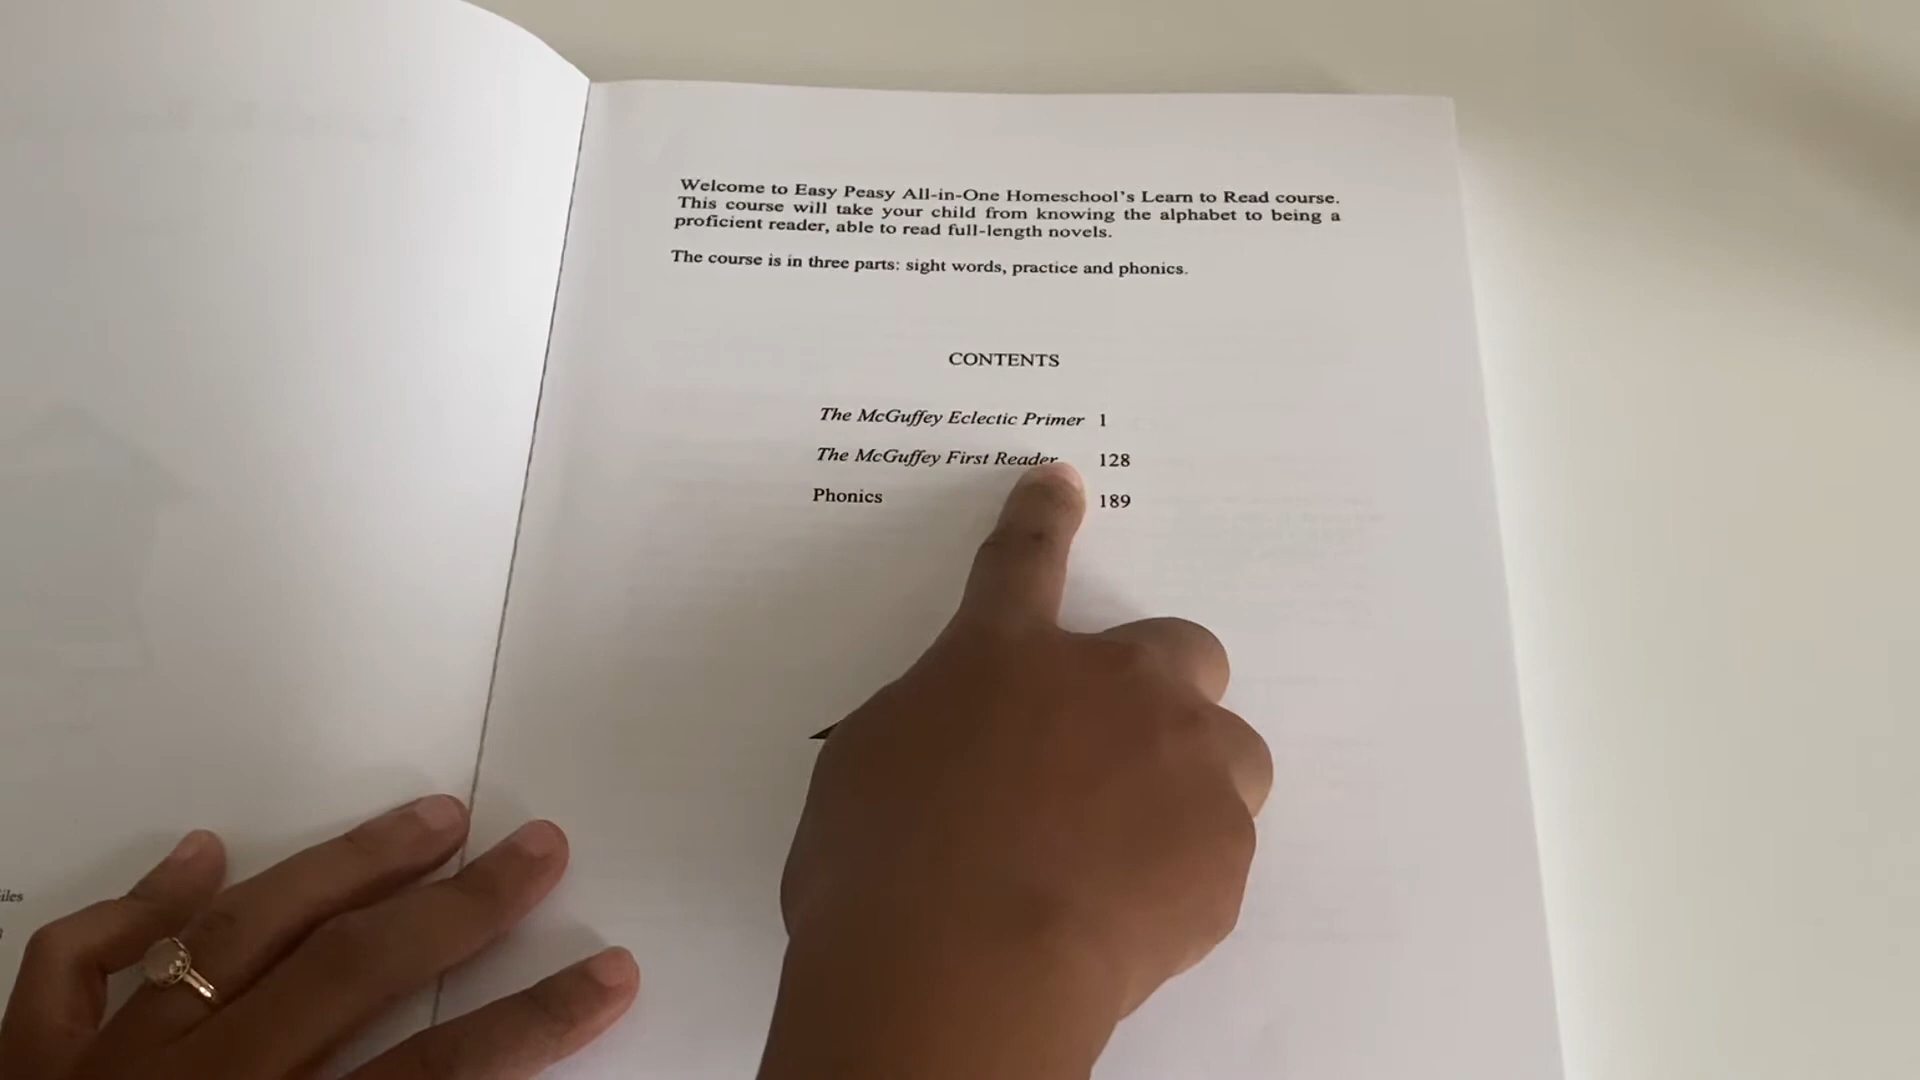 Welcome to Easy Peasy All-in-One Homeschool's Learn to Read course.
This course will take your child from knowing the alphabet to being a
proficient reader, able to read full-length novels.
The course is in three parts: sight words, practice and phonics.
CONTENTS
The McGuffey Eclectic Primer 1
The McGuffey First Reader 128
Phonics 189